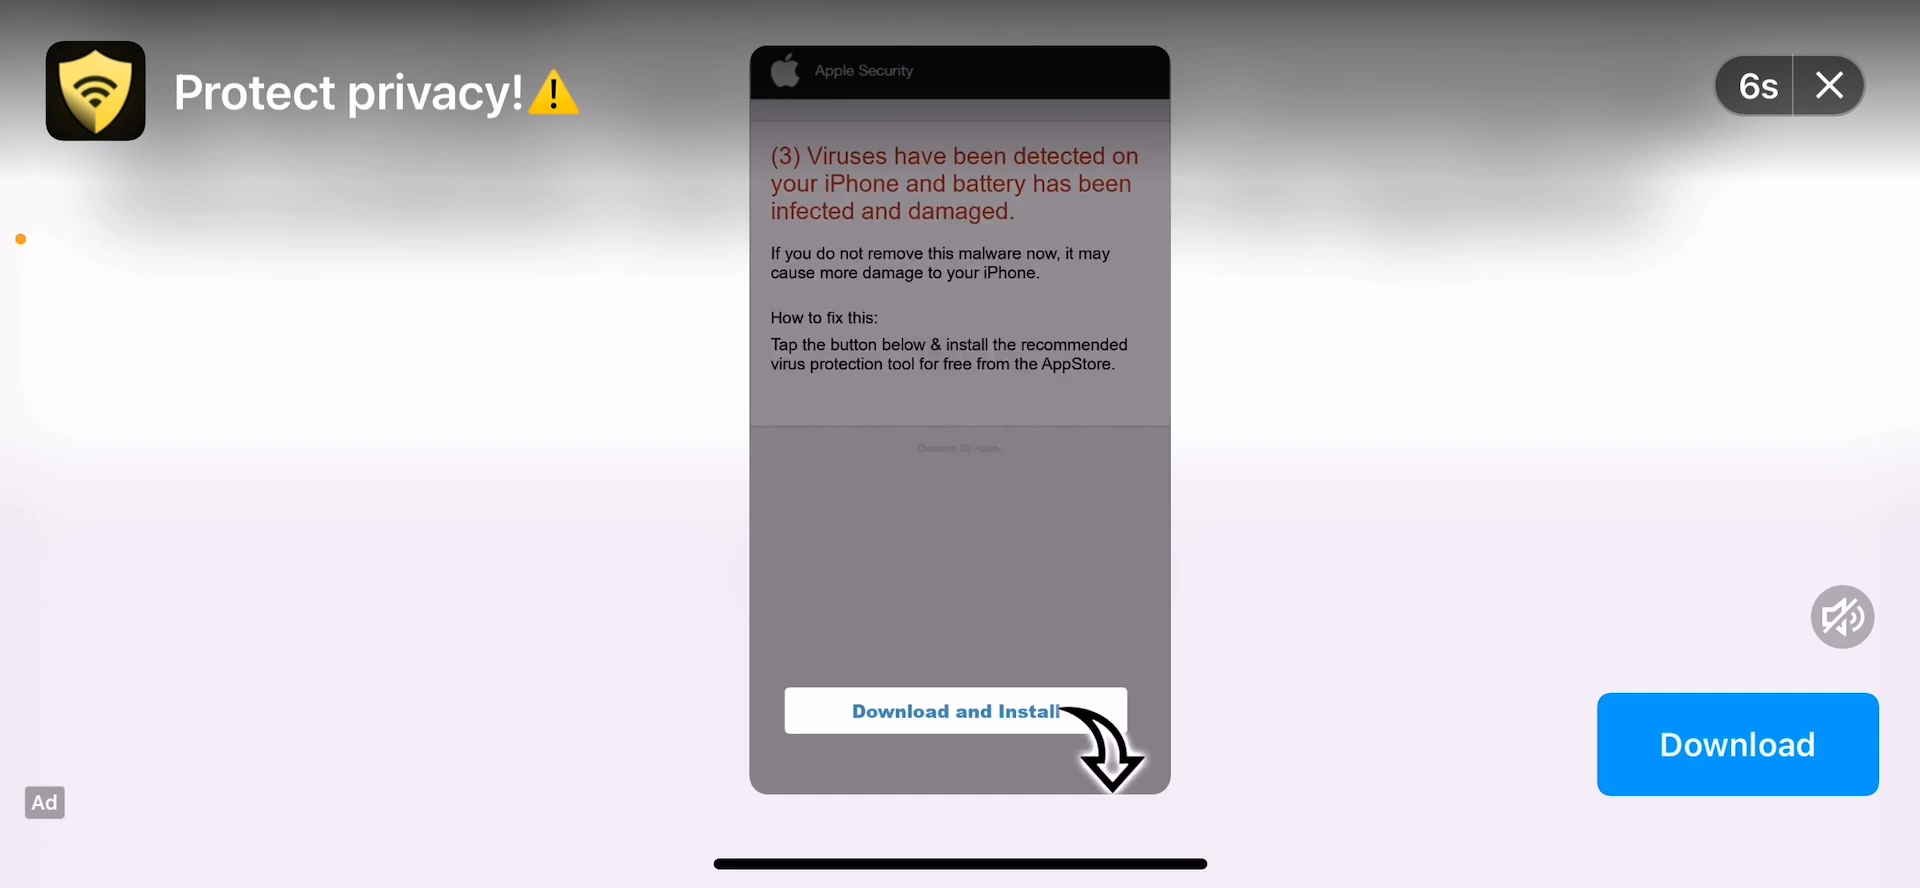 Protect privacy!⚠️
6s
Apple Security
(3) Viruses have been detected on
your iPhone and battery has been
infected and damaged.
If you do not remove this malware now, it may
cause more damage to your iPhone.
How to fix this:
Tap the button below & install the recommended
virus protection tool for free from the AppStore.
Download and Install
Download
Ad